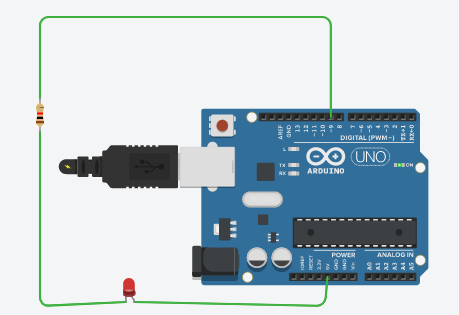 AREF
GND
13
12
~11
~10
~9
8
7
~6
~5
4
~3
2
TX→1
RX←0
DIGITAL (PWM~)
L
TX
RX
UNO
ARDUINO
ON
POWER
ANALOG IN
IOREF
RESET
3.3V
5V
GND
GND
Vin
A0
A1
A2
A3
A4
A5